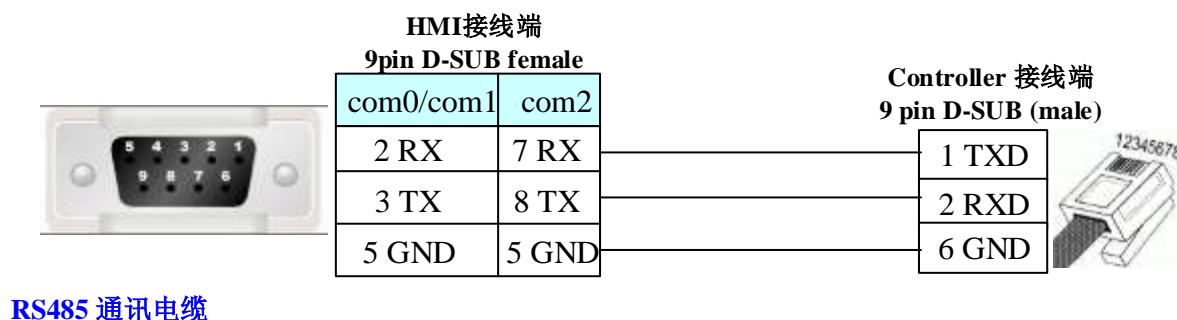 HMI接线端
9pin D-SUB female
Controller 接线端
9 pin D-SUB (male)
com0/com1 com2
5 4 3 2 1
9 8 7 6
2 RX 7 RX
3 TX 8 TX
5 GND 5 GND
1 TXD
2 RXD
6 GND
12345678
RS485 通讯电缆